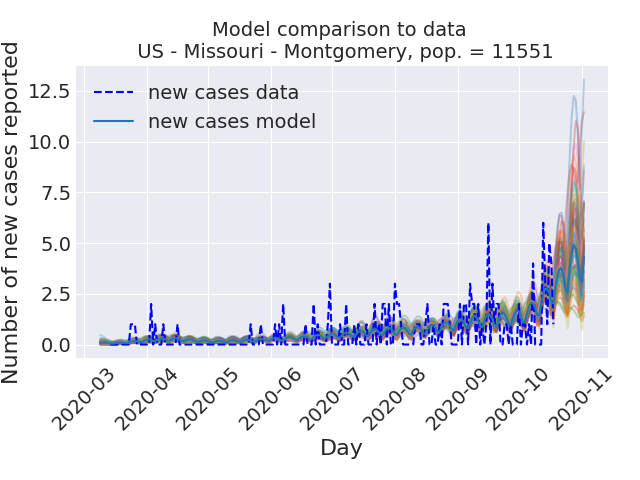 Model comparison to data
US - Missouri - Montgomery, pop. = 11551
new cases data
new cases model
Number of new cases reported
12.5
10.0
7.5
5.0
2.5
0.0
2020-03
2020-04
2020-05
2020-06
2020-07
2020-08
2020-09
2020-10
2020-11
Day